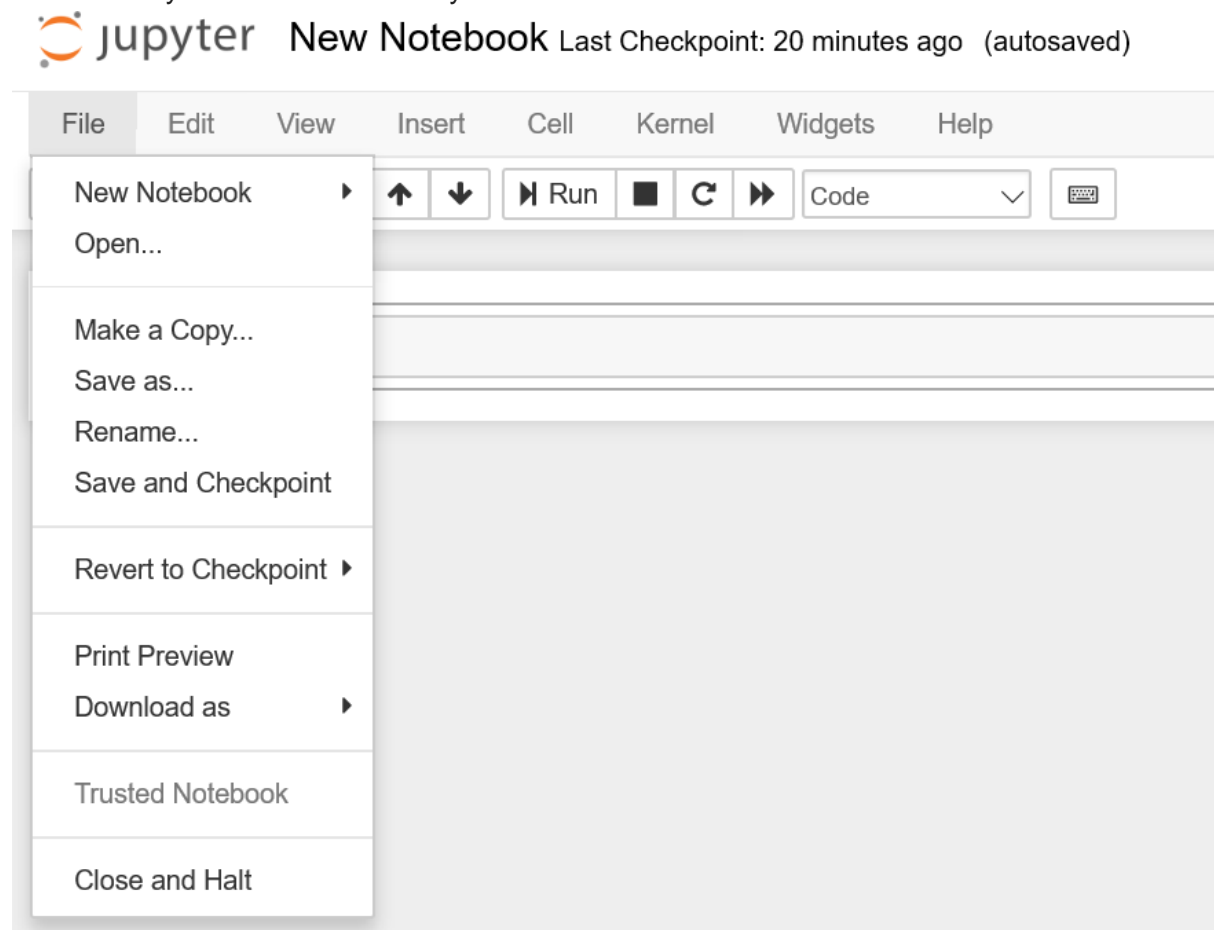 jupyter New Notebook Last Checkpoint: 20 minutes ago (autosaved)
File Edit View Insert Cell Kernel Widgets Help
Run Code
New Notebook
Open...
Make a Copy...
Save as...
Rename...
Save and Checkpoint
Revert to Checkpoint
Print Preview
Download as
Trusted Notebook
Close and Halt